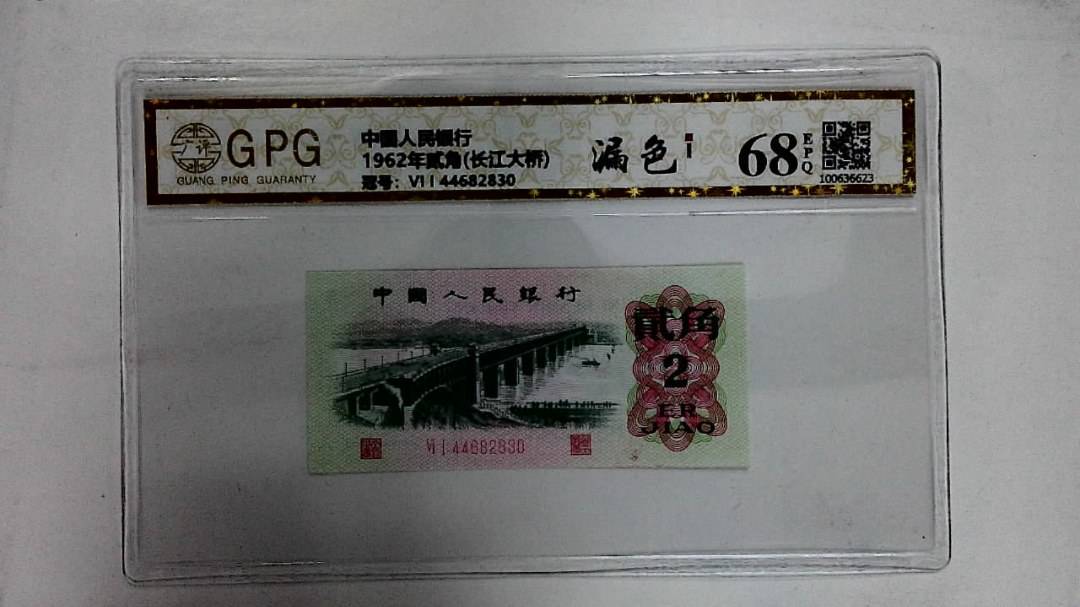 GPG
GUANG PING GUARANTY
中國人民銀行
1962年贰角(长江大桥)
冠号: VI I 44682830
漏色
68
EPQ
100636623
中國人民銀行
貳角
2
ER
JIAO
VI I 44682830